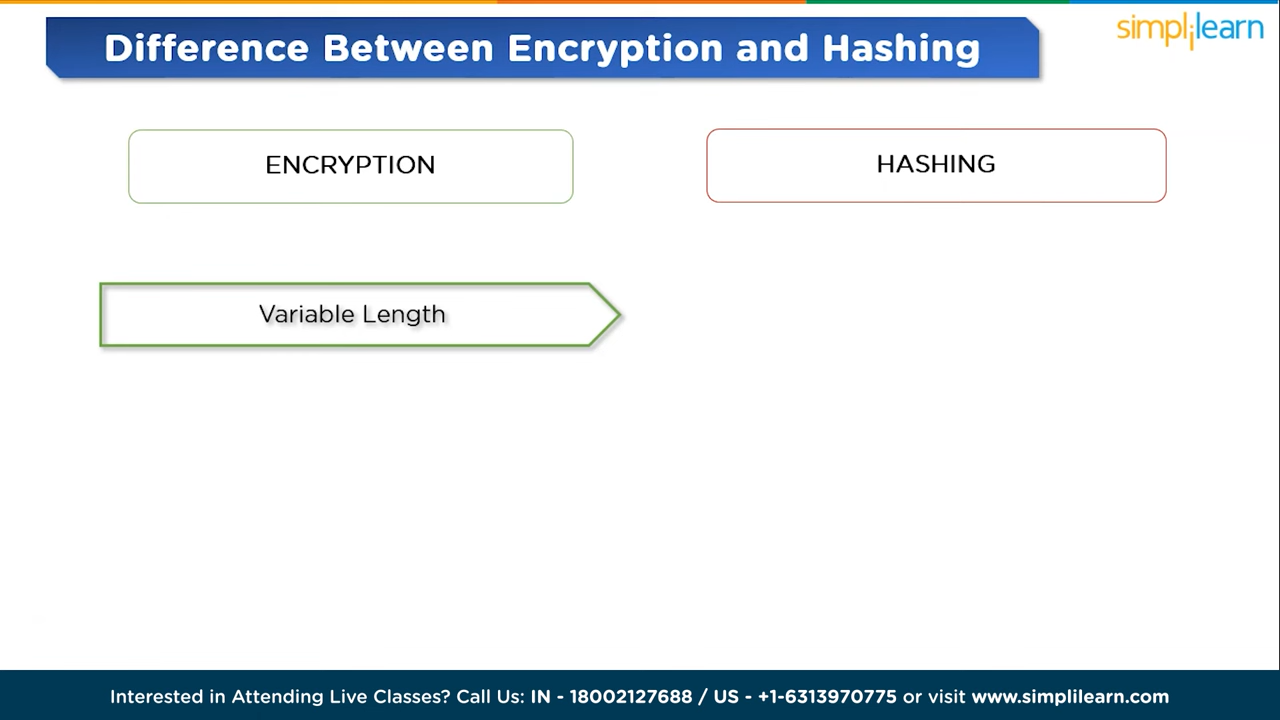 Difference Between Encryption and Hashing
simplilearn
ENCRYPTION
HASHING
Variable Length
Interested in Attending Live Classes? Call Us: IN - 18002127688 / US - +1-6313970775 or visit www.simplilearn.com